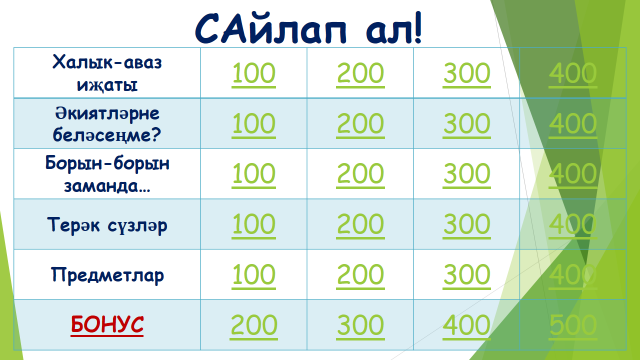 САйлап ал!
Халык-аваз
иҗаты
100 200 300 400
Әкиятләрне
беләсеңме?
100 200 300 400
Борын-борын
заманда…
100 200 300 400
Терәк сүзләр 100 200 300 400
Предметлар 100 200 300 400
БОНУС 200 300 400 500